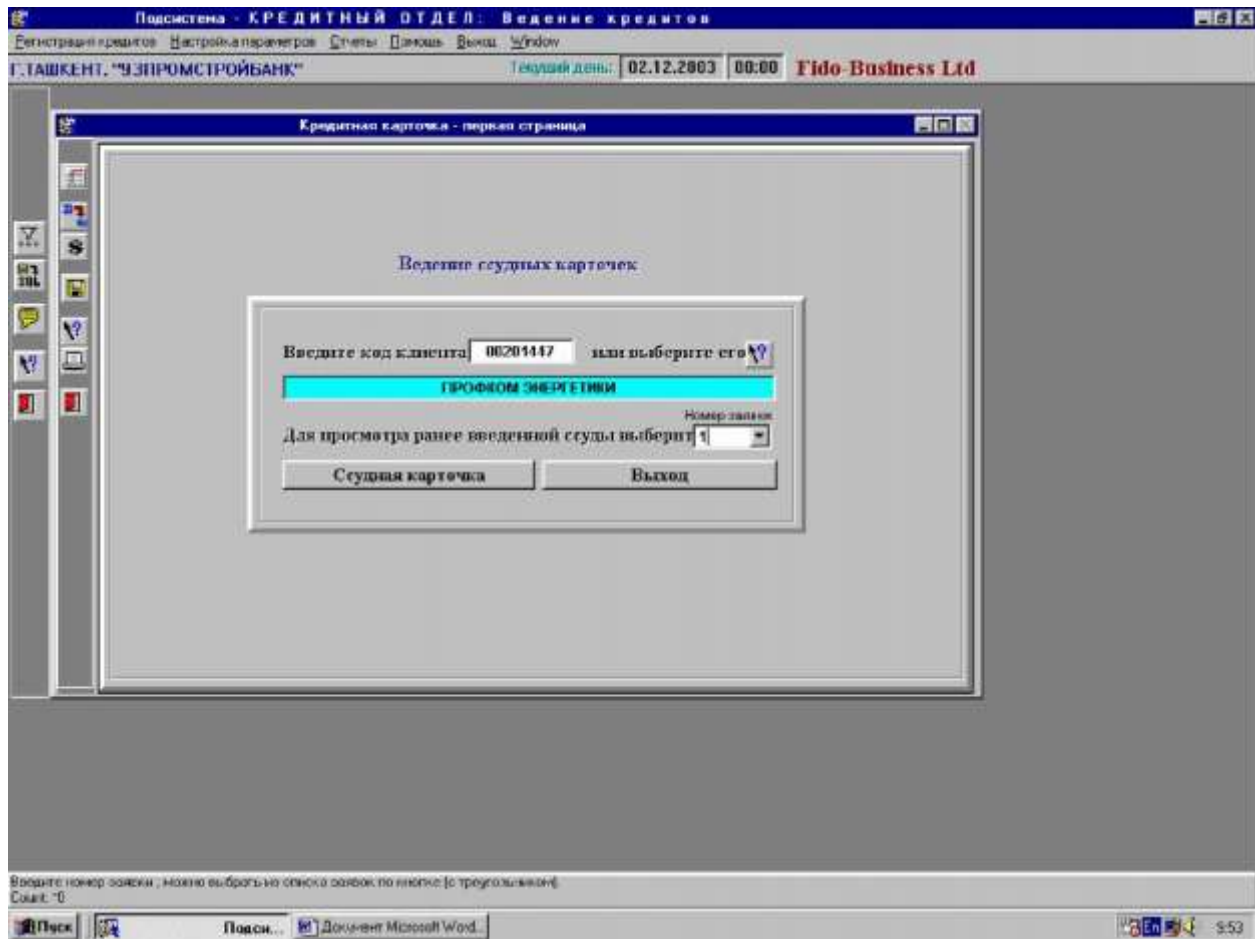 Подсистема - КРЕДИТНЫЙ ОТДЕЛ: Ведение кредитов
Регистрация кредитов Настройка параметров Отчеты Помощь Выход Window
Г.ТАШКЕНТ, "УЗПРОМСТРОЙБАНК" Текущий день: 02.12.2003 00:00 Fido-Business Ltd
Кредитная карточка - первая страница
Ведение ссудных карточек
Введите код клиента 00201447 или выберите его
ПРОФКОМ ЭНЕРГЕТИКИ
Номер заявки
Для просмотра ранее введенной ссуды выберит 1
Ссудная карточка Выход
Введите номер заявки , можно выбрать из списка заявок по кнопке [с треугольником]
Count: *0
Пуск Подси... Документ Microsoft Word... En 9:53